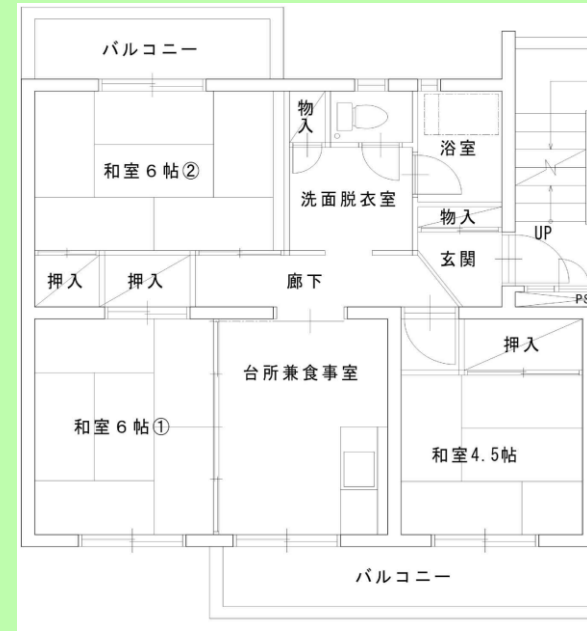 バルコニー
物入
浴室
和室６帖②
洗面脱衣室
物入
UP
玄関
押入
押入
廊下
PS
押入
台所兼食事室
和室６帖①
和室4.5帖
バルコニー